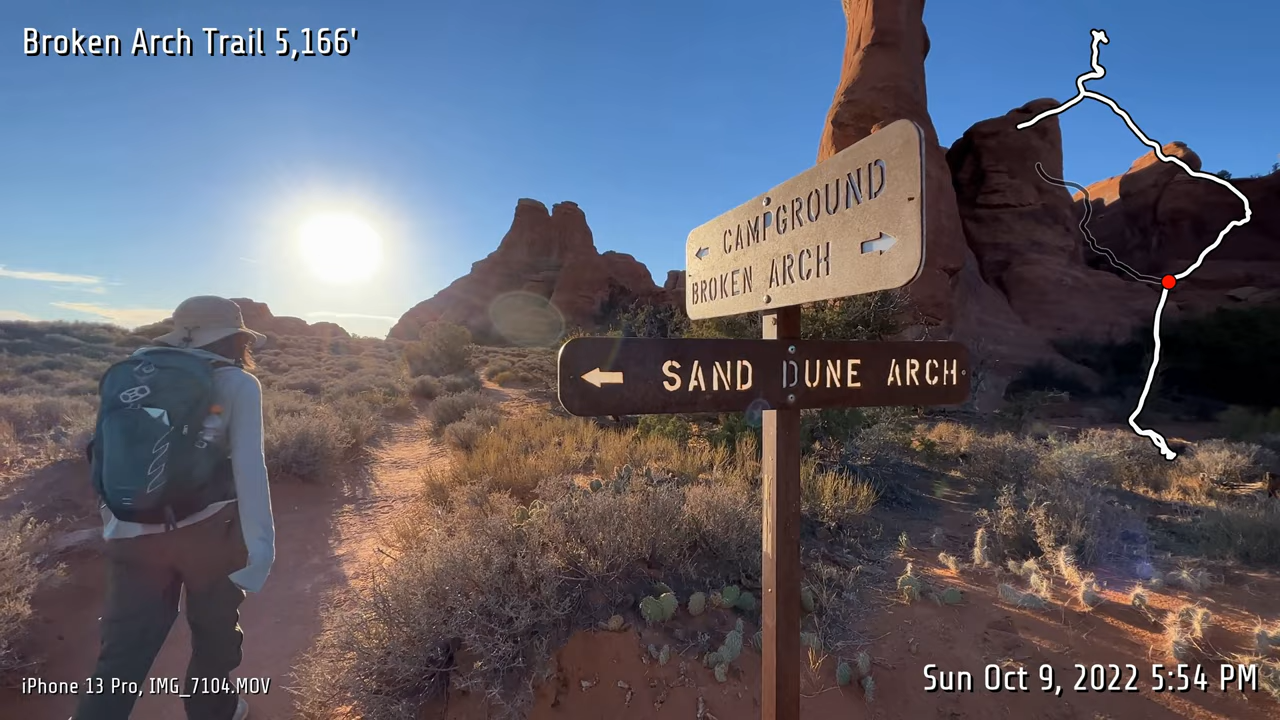 Broken Arch Trail 5,166'
CAMPGROUND
BROKEN ARCH
SAND DUNE ARCH
iPhone 13 Pro, IMG_7104.MOV
Sun Oct 9, 2022 5:54 PM